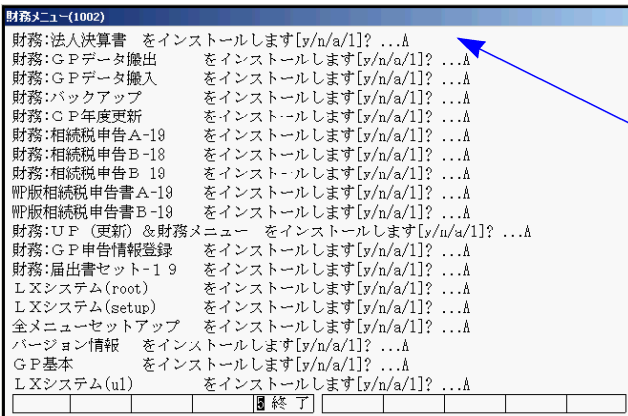 財務メニュー(1002)
財務:法人決算書 をインストールします[y/n/a/l]? ...A
財務:GPデータ搬出 をインストールします[y/n/a/l]? ...A
財務:GPデータ搬入 をインストールします[y/n/a/l]? ...A
財務:バックアップ をインストールします[y/n/a/l]? ...A
財務:GP年度更新 をインストールします[y/n/a/l]? ...A
財務:相続税申告A-19 をインストールします[y/n/a/l]? ...A
財務:相続税申告B-18 をインストールします[y/n/a/l]? ...A
財務:相続税申告B 19 をインストールします[y/n/a/l]? ...A
WP版相続税申告書A-19 をインストールします[y/n/a/l]? ...A
WP版相続税申告書B-19 をインストールします[y/n/a/l]? ...A
財務:UP (更新) &財務メニュー をインストールします[y/n/a/l]? ...A
財務:GP申告情報登録 をインストールします[y/n/a/l]? ...A
財務:届出書セット-19 をインストールします[y/n/a/l]? ...A
LXシステム(root) をインストールします[y/n/a/l]? ...A
LXシステム(setup) をインストールします[y/n/a/l]? ...A
全メニューセットアップ をインストールします[y/n/a/l]? ...A
バージョン情報 をインストールします[y/n/a/l]? ...A
GP基本 をインストールします[y/n/a/l]? ...A
LXシステム(ul) をインストールします[y/n/a/l]? ...A
5 終 了